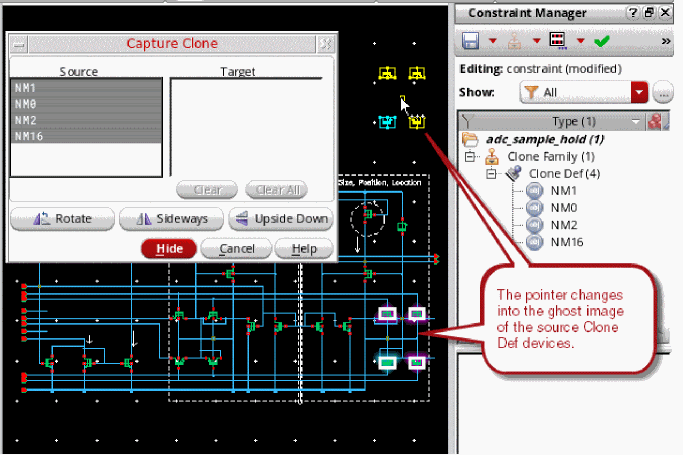 Capture Clone
Source
Target
NM1
NM0
NM2
NM16
Clear
Clear All
Rotate
Sideways
Upside Down
Hide
Cancel
Help
Size, Position, Location
Constraint Manager
Editing: constraint (modified)
Show:
All
...
Type (1)
adc_sample_hold (1)
Clone Family (1)
Clone Def (4)
NM1
NM0
NM2
NM16
The pointer changes
into the ghost image
of the source Clone
Def devices.